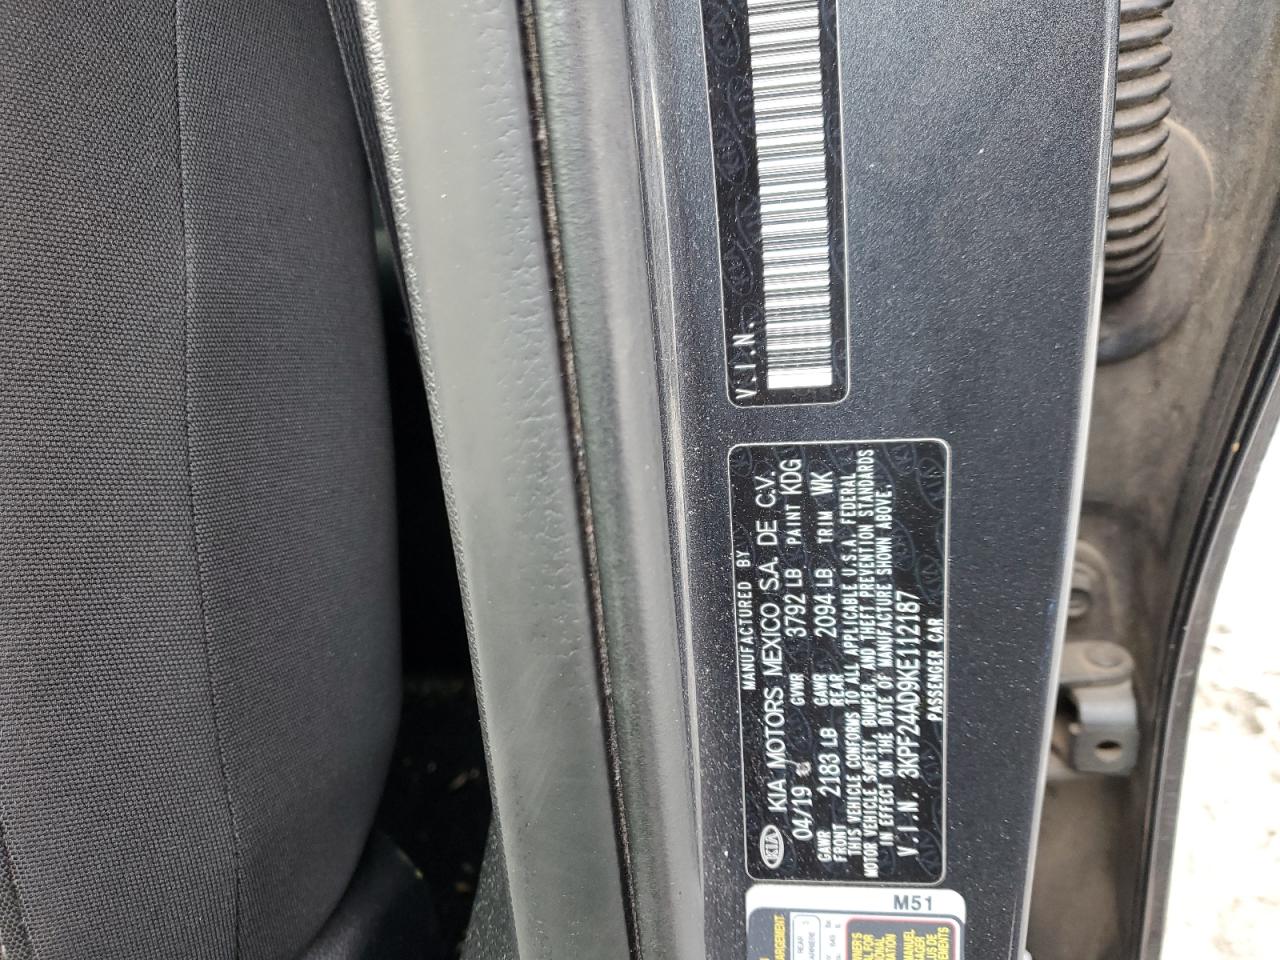 V.I.N.
MANUFACTURED BY
KIA KIA MOTORS MEXICO S.A. DE C.V.
04/19 GVWR 3792 LB PAINT KDG
GAWR FRONT 2183 LB GAWR REAR 2094 LB TRIM WK
THIS VEHICLE CONFORMS TO ALL APPLICABLE U.S.A. FEDERAL
MOTOR VEHICLE SAFETY, BUMPER, AND THEFT PREVENTION STANDARDS
IN EFFECT ON THE DATE OF MANUFACTURE SHOWN ABOVE.
V.I.N. 3KPF24AD9KE112187
PASSENGER CAR
M51
REAR